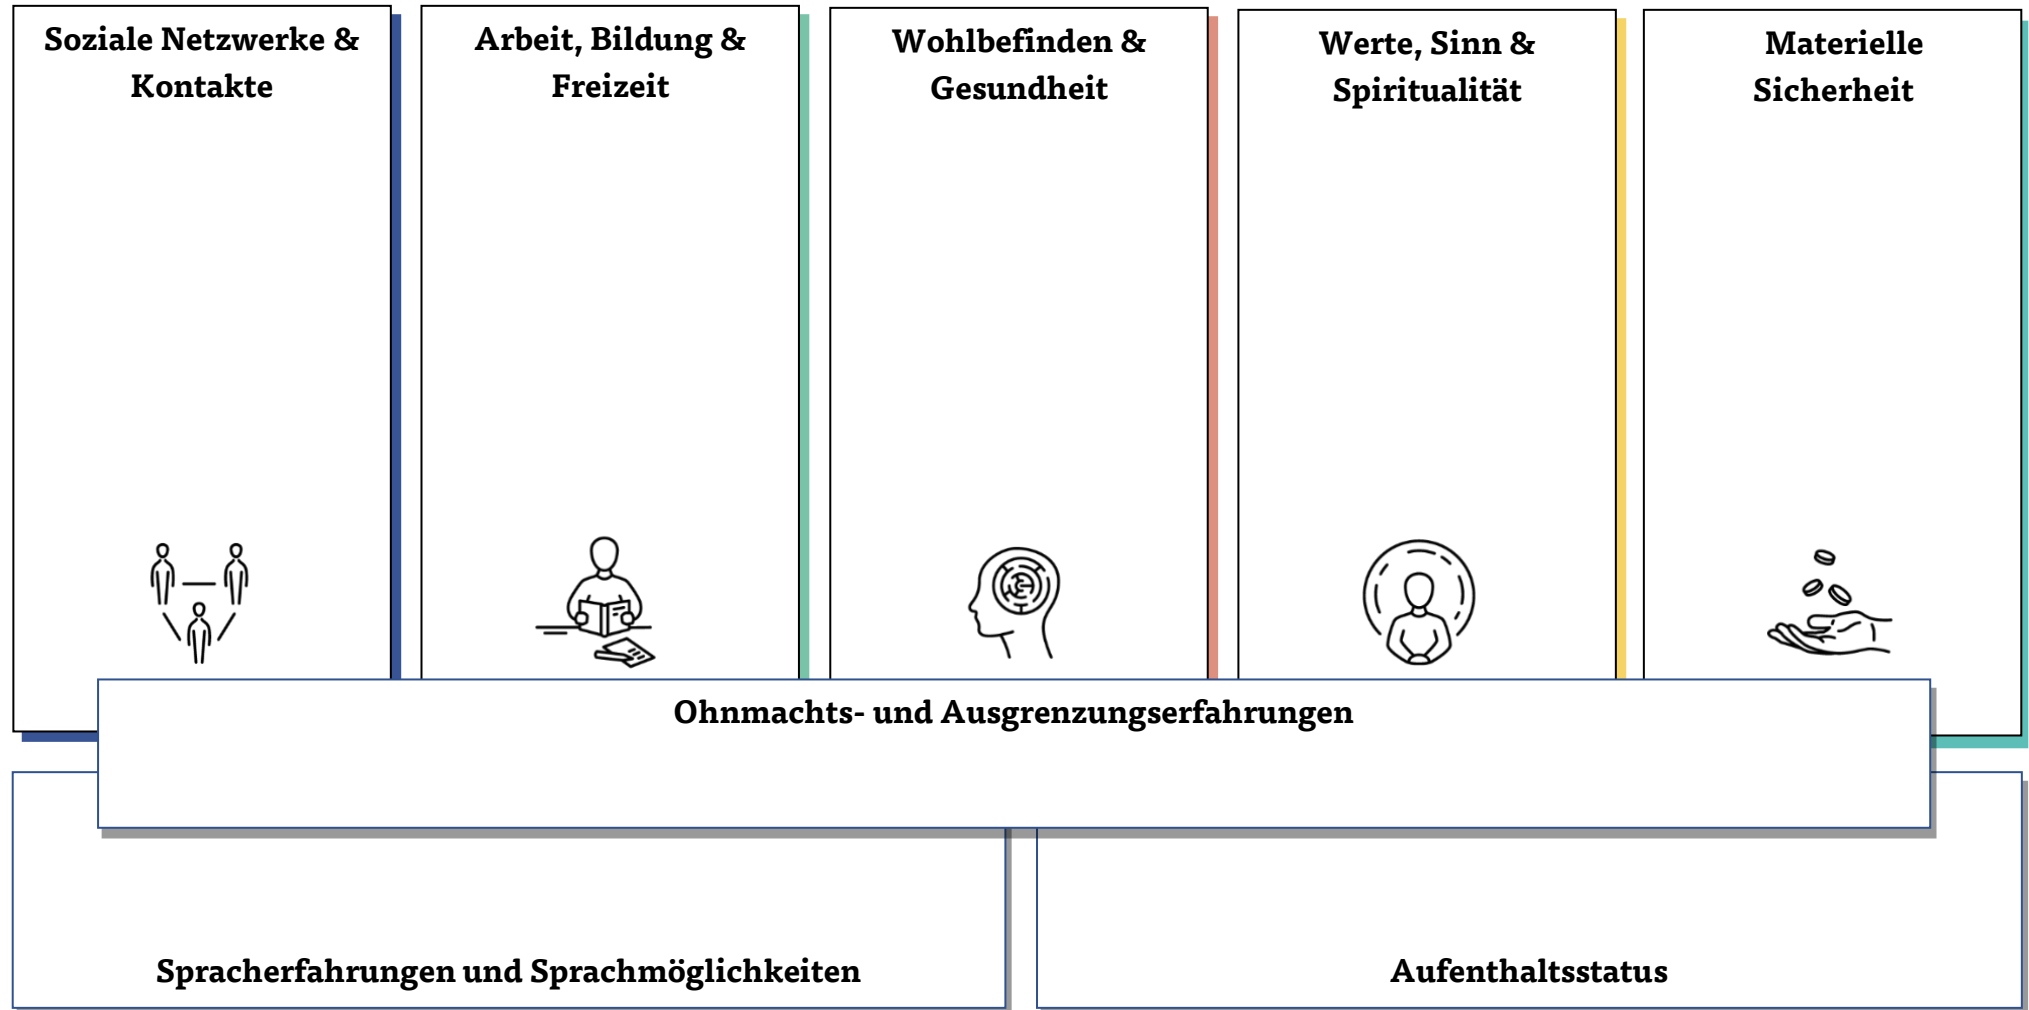 Soziale Netzwerke &
Kontakte
Arbeit, Bildung &
Freizeit
Wohlbefinden &
Gesundheit
Werte, Sinn &
Spiritualität
Materielle
Sicherheit
Ohnmachts- und Ausgrenzungserfahrungen
Spracherfahrungen und Sprachmöglichkeiten
Aufenthaltsstatus